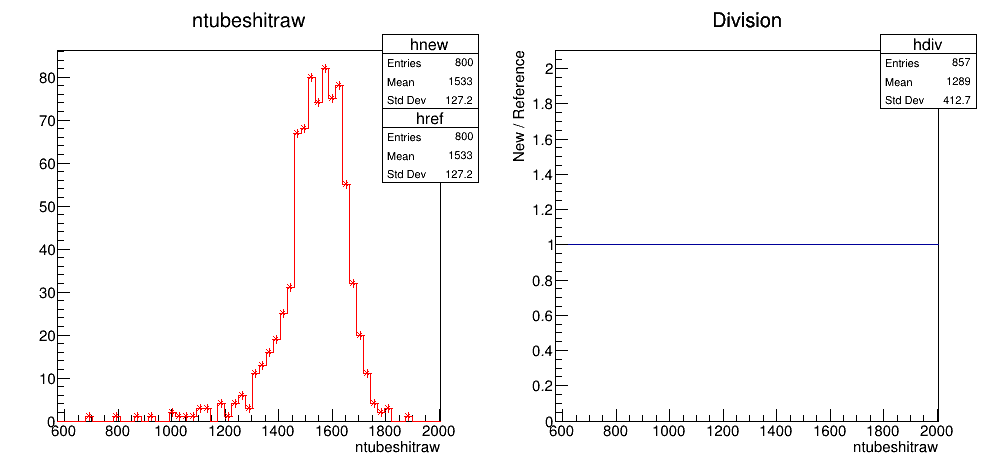 ntubeshitraw
hnew
Entries 800
Mean 1533
Std Dev 127.2
href
Entries 800
Mean 1533
Std Dev 127.2
80
70
60
50
40
30
20
10
0
600 800 1000 1200 1400 1600 1800 2000
ntubeshitraw
Division
hdiv
Entries 857
Mean 1289
Std Dev 412.7
New / Reference
2
1.8
1.6
1.4
1.2
1
0.8
0.6
0.4
0.2
0
600 800 1000 1200 1400 1600 1800 2000
ntubeshitraw